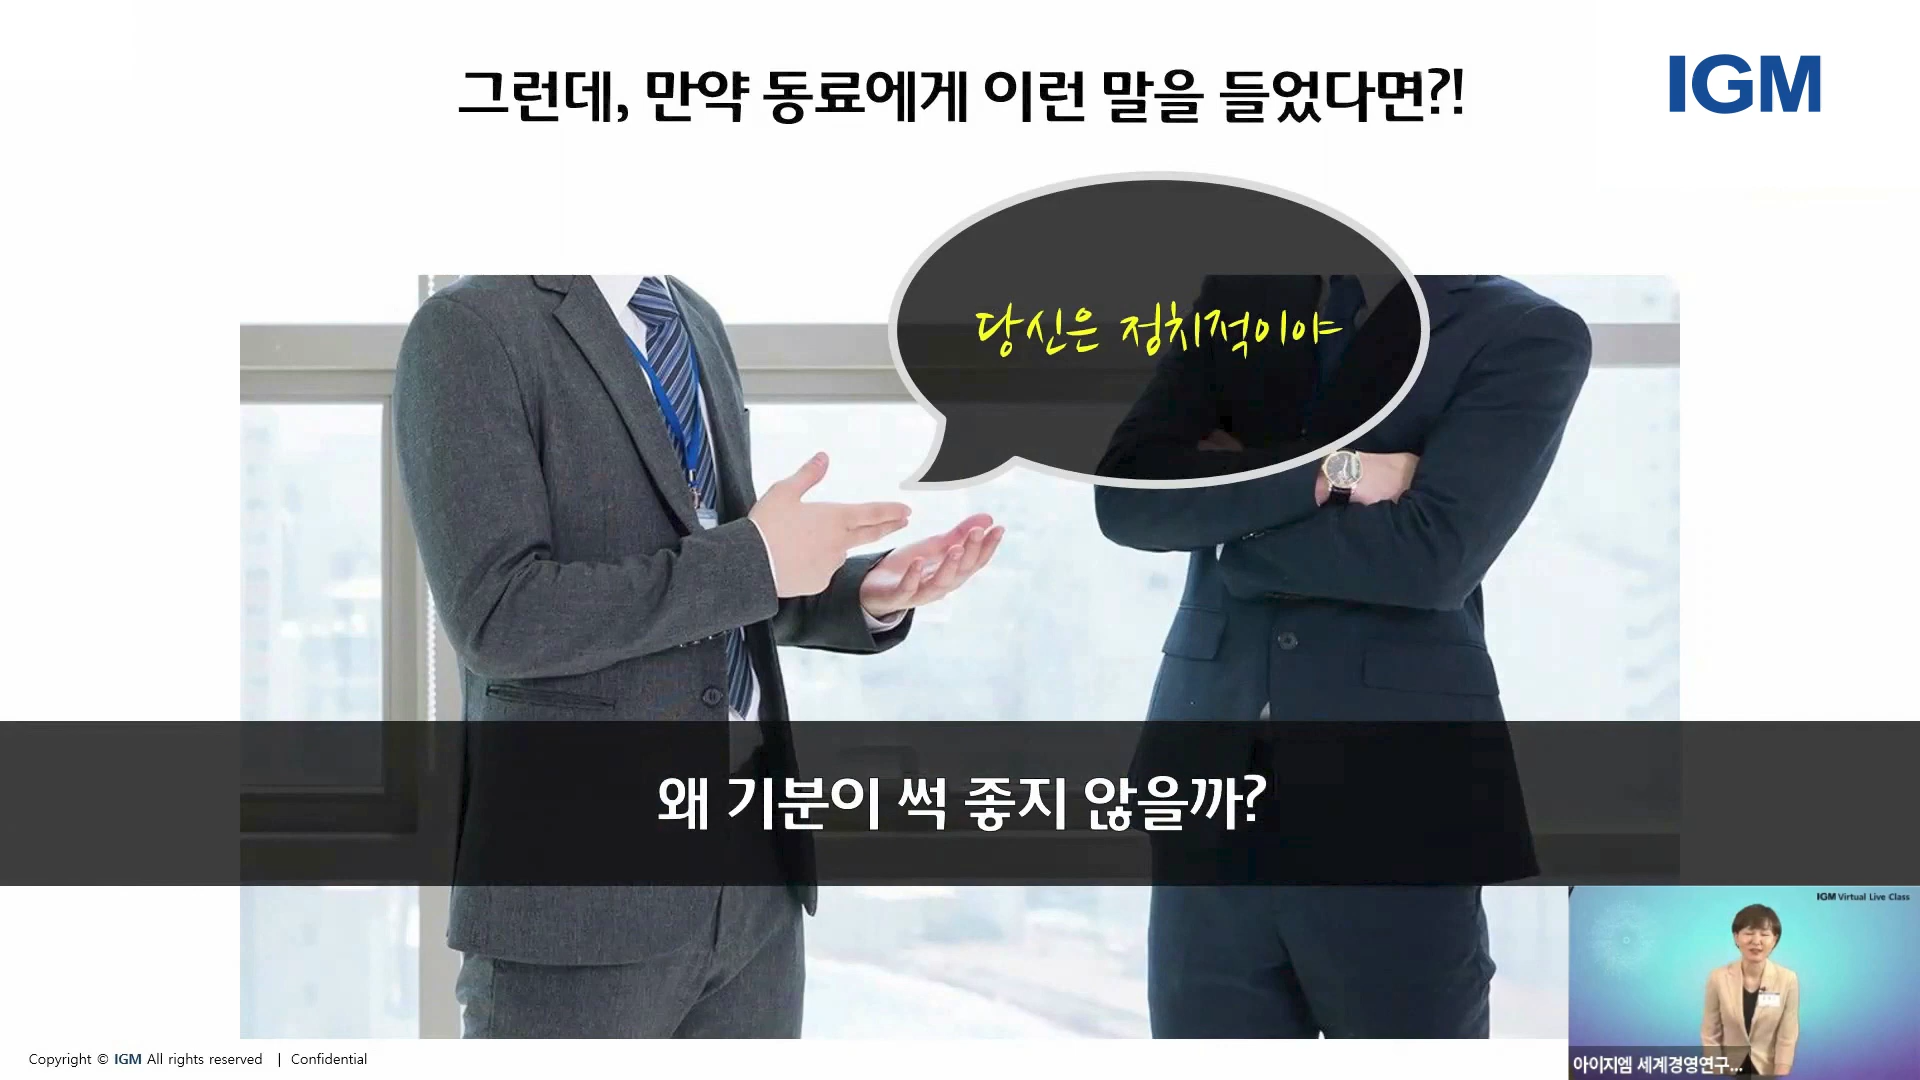 그런데, 만약 동료에게 이런 말을 들었다면?!
IGM
당신은 정치적이야
왜 기분이 썩 좋지 않을까?
IGM Virtual Live Class
아이지엠 세계경영연구...
Copyright © IGM All rights reserved | Confidential